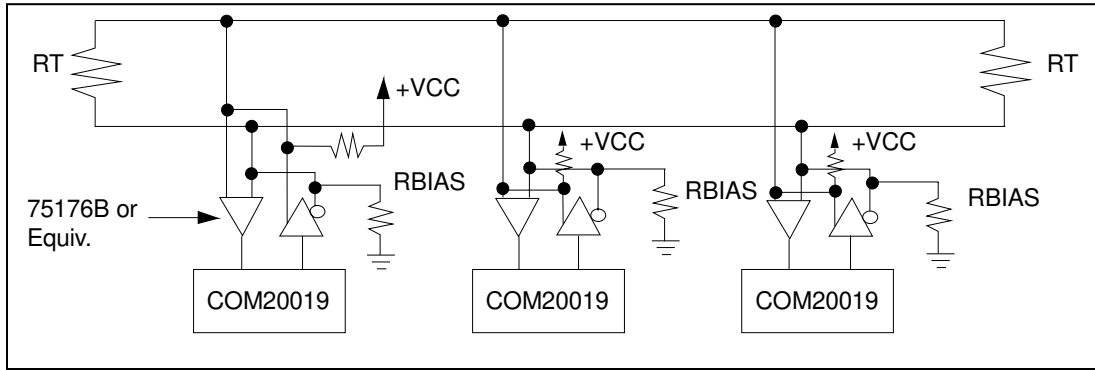 RT
RT
+VCC
+VCC
+VCC
RBIAS
RBIAS
RBIAS
75176B or
Equiv.
COM20019
COM20019
COM20019